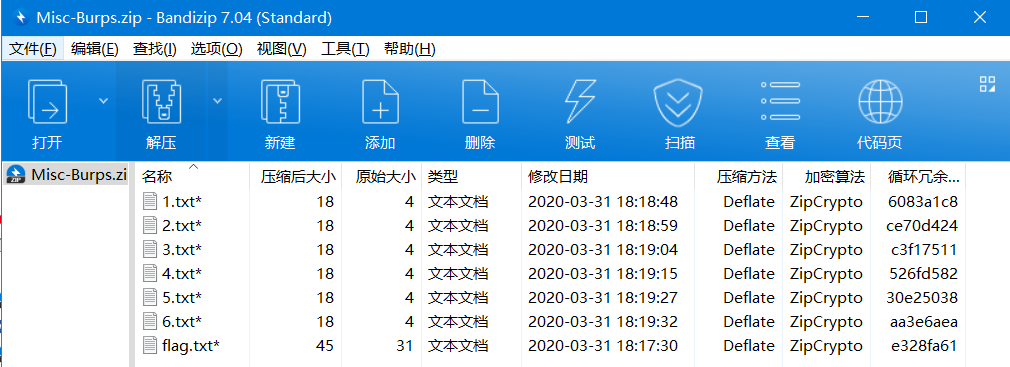 Misc-Burps.zip - Bandizip 7.04 (Standard)
文件(F) 编辑(E) 查找(I) 选项(O) 视图(V) 工具(T) 帮助(H)
打开 解压 新建 添加 删除 测试 扫描 查看 代码页
Misc-Burps.zi
名称 压缩后大小 原始大小 类型 修改日期 压缩方法 加密算法 循环冗余...
1.txt* 18 4 文本文档 2020-03-31 18:18:48 Deflate ZipCrypto 6083a1c8
2.txt* 18 4 文本文档 2020-03-31 18:18:59 Deflate ZipCrypto ce70d424
3.txt* 18 4 文本文档 2020-03-31 18:19:04 Deflate ZipCrypto c3f17511
4.txt* 18 4 文本文档 2020-03-31 18:19:15 Deflate ZipCrypto 526fd582
5.txt* 18 4 文本文档 2020-03-31 18:19:27 Deflate ZipCrypto 30e25038
6.txt* 18 4 文本文档 2020-03-31 18:19:32 Deflate ZipCrypto aa3e6aea
flag.txt* 45 31 文本文档 2020-03-31 18:17:30 Deflate ZipCrypto e328fa61